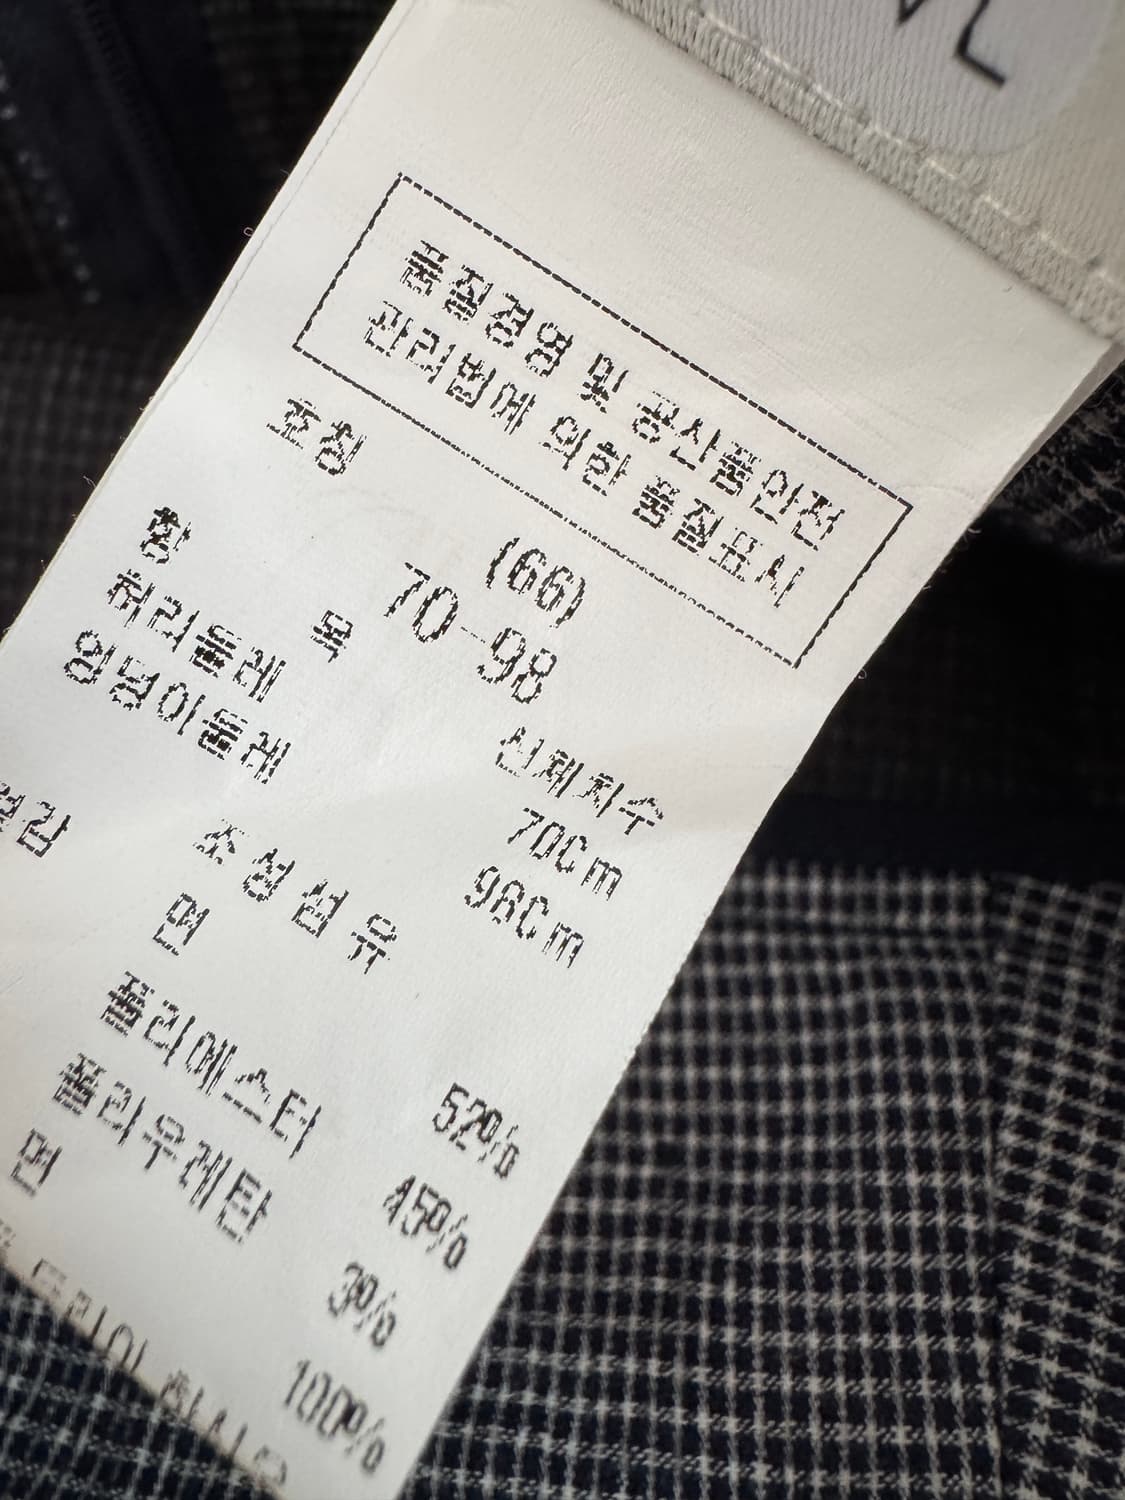 품질경영 및 공산품안전
관리법에 의한 품질표시
호칭
(66)
70-98
항 목 신체치수
허리둘레 70cm
엉덩이둘레 98cm
조성섬유
겉감
면 52%
폴리에스터 45%
폴리우레탄 3%
면 100%